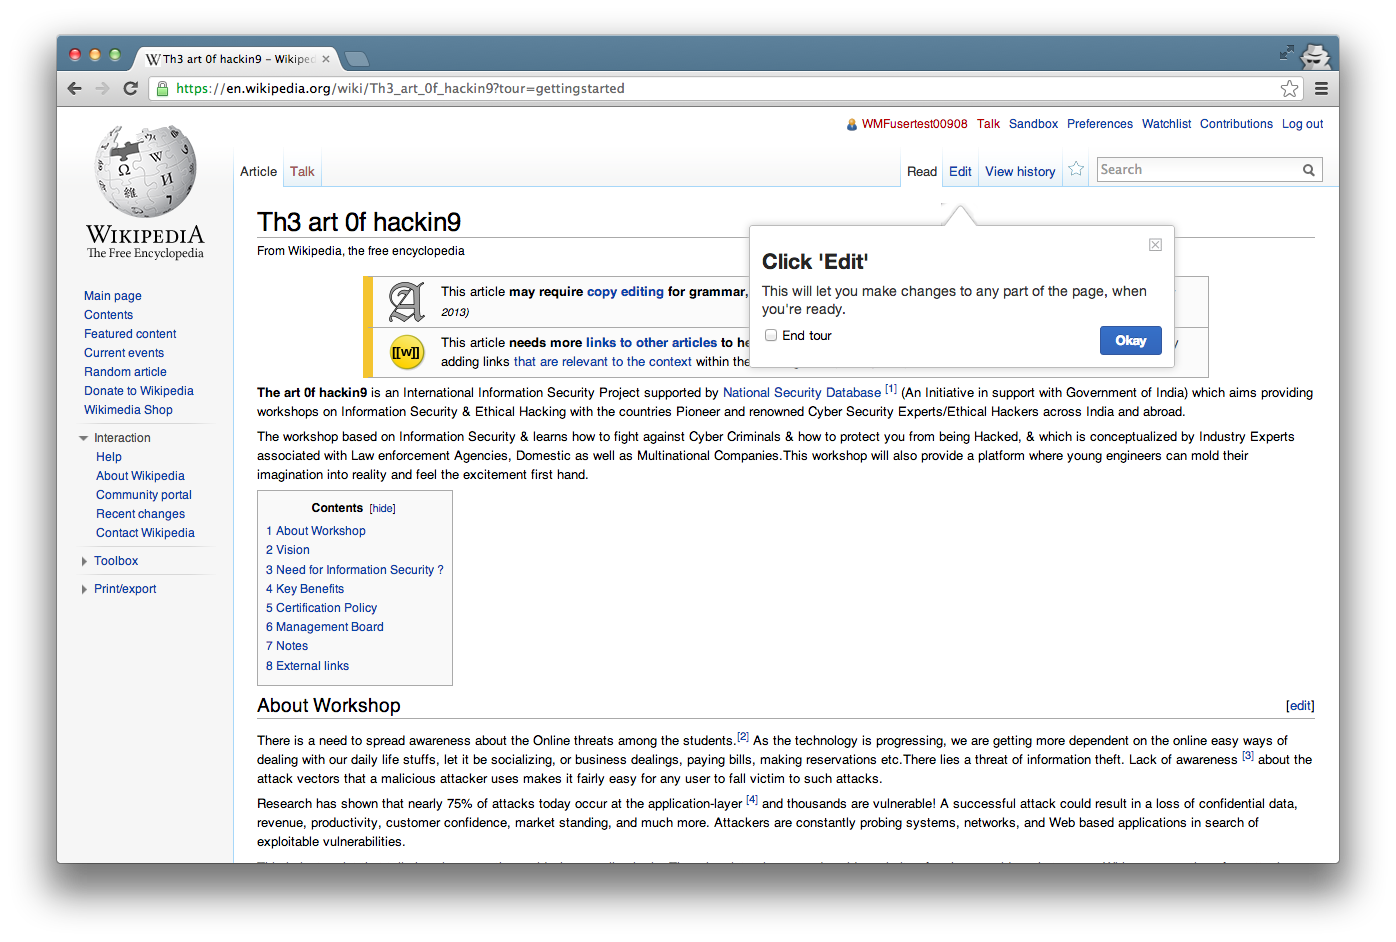 Th3 art 0f hackin9 – Wikiped
https://en.wikipedia.org/wiki/Th3_art_0f_hackin9?tour=gettingstarted
WMFusertest00908 Talk Sandbox Preferences Watchlist Contributions Log out
Article Talk Read Edit View history Search
WIKIPEDIA
The Free Encyclopedia
Main page
Contents
Featured content
Current events
Random article
Donate to Wikipedia
Wikimedia Shop
Interaction
Help
About Wikipedia
Community portal
Recent changes
Contact Wikipedia
Toolbox
Print/export
Th3 art 0f hackin9
From Wikipedia, the free encyclopedia
This article may require copy editing for grammar,
2013)
[[w]]
This article needs more links to other articles to he
adding links that are relevant to the context within the
Click 'Edit'
This will let you make changes to any part of the page, when
you're ready.
End tour
Okay
The art 0f hackin9 is an International Information Security Project supported by National Security Database [1] (An Initiative in support with Government of India) which aims providing
workshops on Information Security & Ethical Hacking with the countries Pioneer and renowned Cyber Security Experts/Ethical Hackers across India and abroad.
The workshop based on Information Security & learns how to fight against Cyber Criminals & how to protect you from being Hacked, & which is conceptualized by Industry Experts
associated with Law enforcement Agencies, Domestic as well as Multinational Companies.This workshop will also provide a platform where young engineers can mold their
imagination into reality and feel the excitement first hand.
Contents [hide]
1 About Workshop
2 Vision
3 Need for Information Security ?
4 Key Benefits
5 Certification Policy
6 Management Board
7 Notes
8 External links
About Workshop [edit]
There is a need to spread awareness about the Online threats among the students.[2] As the technology is progressing, we are getting more dependent on the online easy ways of
dealing with our daily life stuffs, let it be socializing, or business dealings, paying bills, making reservations etc.There lies a threat of information theft. Lack of awareness [3] about the
attack vectors that a malicious attacker uses makes it fairly easy for any user to fall victim to such attacks.
Research has shown that nearly 75% of attacks today occur at the application-layer [4] and thousands are vulnerable! A successful attack could result in a loss of confidential data,
revenue, productivity, customer confidence, market standing, and much more. Attackers are constantly probing systems, networks, and Web based applications in search of
exploitable vulnerabilities.